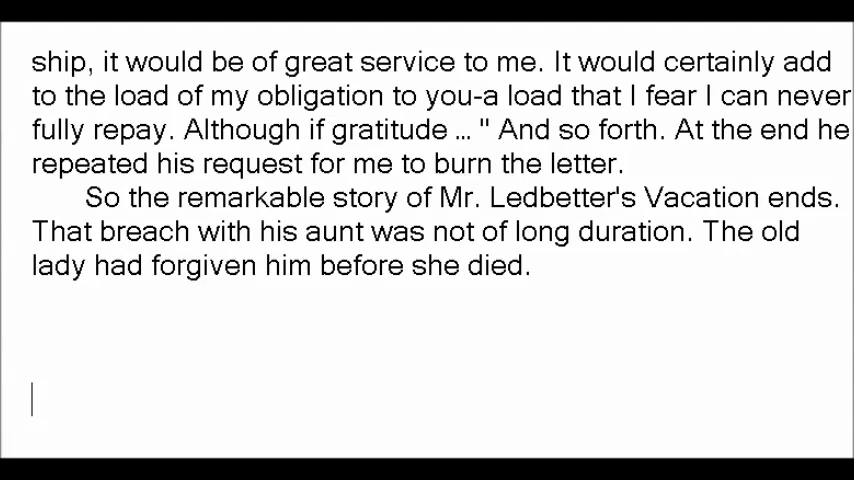 ship, it would be of great service to me. It would certainly add
to the load of my obligation to you-a load that I fear I can never
fully repay. Although if gratitude ... " And so forth. At the end he
repeated his request for me to burn the letter.
So the remarkable story of Mr. Ledbetter's Vacation ends.
That breach with his aunt was not of long duration. The old
lady had forgiven him before she died.